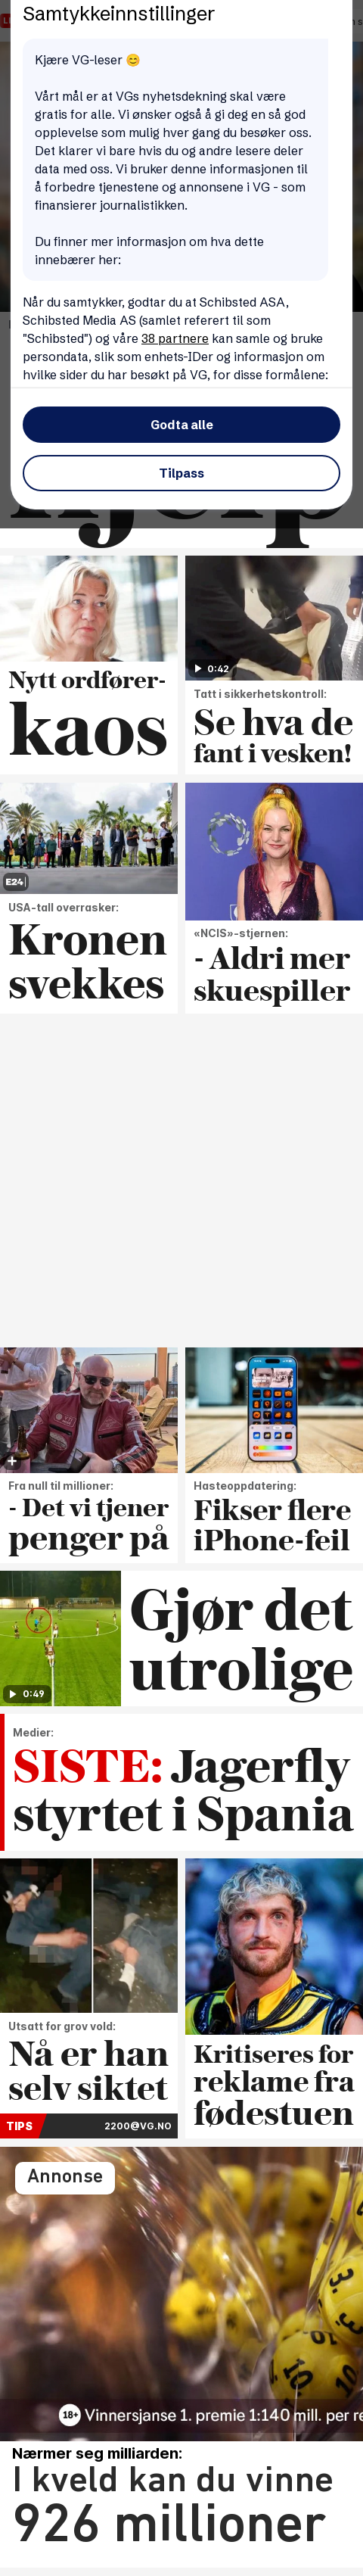 Samtykkeinnstillinger
Kjære VG-leser 😊
Vårt mål er at VGs nyhetsdekning skal være
gratis for alle. Vi ønsker også å gi deg en så god
opplevelse som mulig hver gang du besøker oss.
Det klarer vi bare hvis du og andre lesere deler
data med oss. Vi bruker denne informasjonen til
å forbedre tjenestene og annonsene i VG - som
finansierer journalistikken.
Du finner mer informasjon om hva dette
innebærer her:
Når du samtykker, godtar du at Schibsted ASA,
Schibsted Media AS (samlet referert til som
"Schibsted") og våre 38 partnere kan samle og bruke
persondata, slik som enhets-IDer og informasjon om
hvilke sider du har besøkt på VG, for disse formålene:
Godta alle
Tilpass
Nytt ordfører-
kaos
0:42
Tatt i sikkerhetskontroll:
Se hva de
fant i vesken!
E24
USA-tall overrasker:
Kronen
svekkes
«NCIS»-stjernen:
- Aldri mer
skuespiller
Fra null til millioner:
- Det vi tjener
penger på
Hasteoppdatering:
Fikser flere
iPhone-feil
0:49
Gjør det
utrolige
Medier:
SISTE: Jagerfly
styrtet i Spania
Utsatt for grov vold:
Nå er han
selv siktet
TIPS 2200@VG.NO
Kritiseres for
reklame fra
fødestuen
Annonse
18+ Vinnersjanse 1. premie 1:140 mill. per re
Nærmer seg milliarden:
I kveld kan du vinne
926 millioner